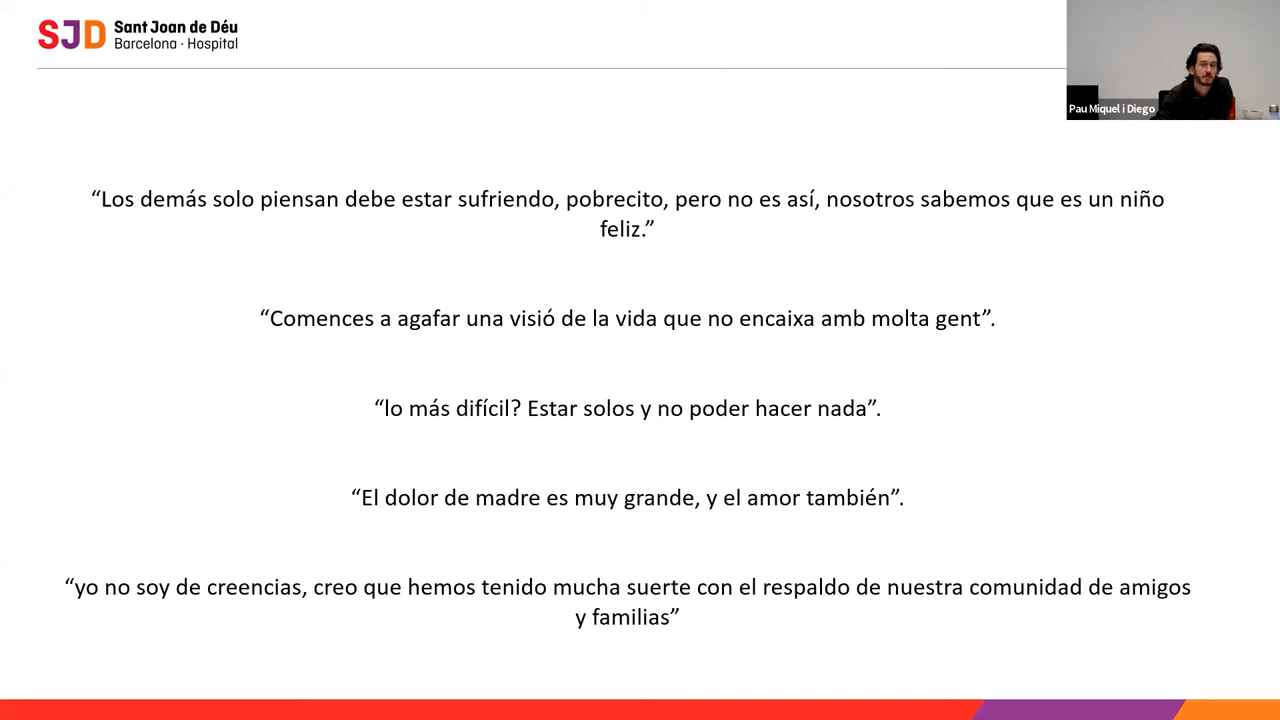 SJD Sant Joan de Déu
Barcelona · Hospital
Pau Miquel i Diego
“Los demás solo piensan debe estar sufriendo, pobrecito, pero no es así, nosotros sabemos que es un niño
feliz.”
“Comences a agafar una visió de la vida que no encaixa amb molta gent”.
“lo más difícil? Estar solos y no poder hacer nada”.
“El dolor de madre es muy grande, y el amor también”.
“yo no soy de creencias, creo que hemos tenido mucha suerte con el respaldo de nuestra comunidad de amigos
y familias”